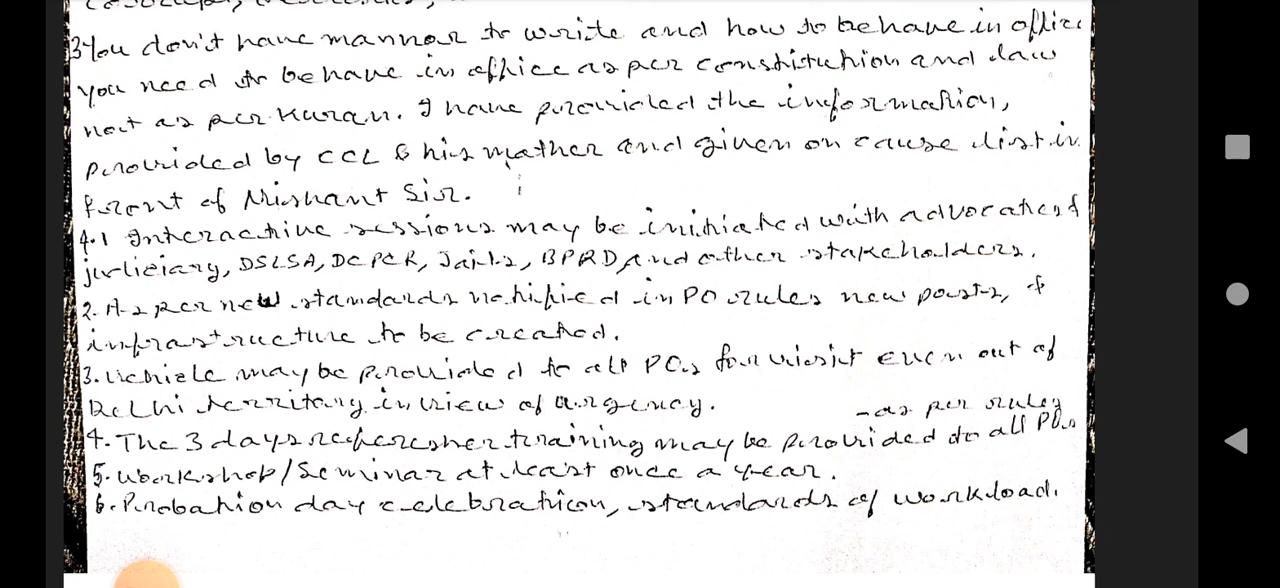 3 You don't have mannar to write and how to behave in office
you need to behave in office as per constitution and law
not as per Kuran. I have provided the information,
provided by CCL & his mather and given on cause list in
front of Nishant Sir.
4.1 Interactive sessions may be initiated with advocates &
judiciary, DSLSA, DCPCR, Jails, BPRD and other stakeholders.
2. As per new standards notified in PO rules new posts, &
infrastructure to be created.
3. Vehicle may be provided to all POs for visit even out of
Delhi territary in view of urgency.
- as per rules
4. The 3 days refresher training may be provided to all POs
5. Workshop/Seminar at least once a year.
6. Probation day celebration, standards of workload.